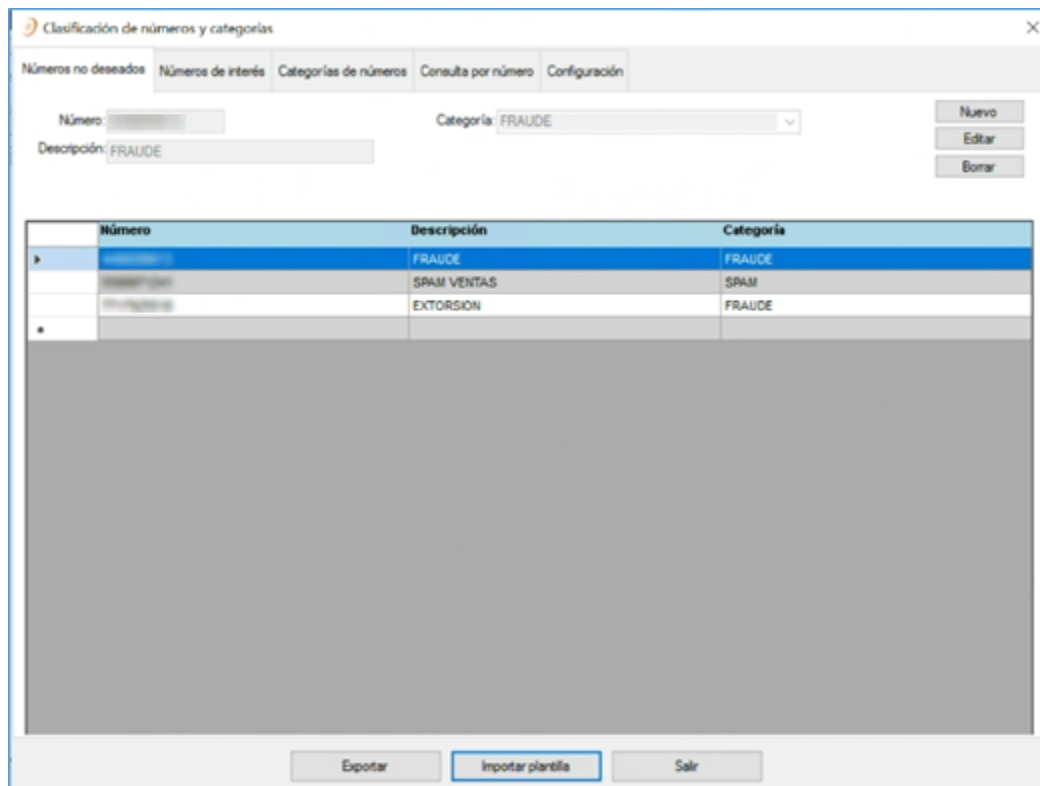 Clasificación de números y categorías
Números no deseados Números de interés Categorías de números Consulta por número Configuración
Número: Categoría: FRAUDE Nuevo
Editar
Descripción: FRAUDE
Borrar
Número Descripción Categoría
FRAUDE FRAUDE
SPAM VENTAS SPAM
EXTORSION FRAUDE
Exportar Importar plantilla Salir